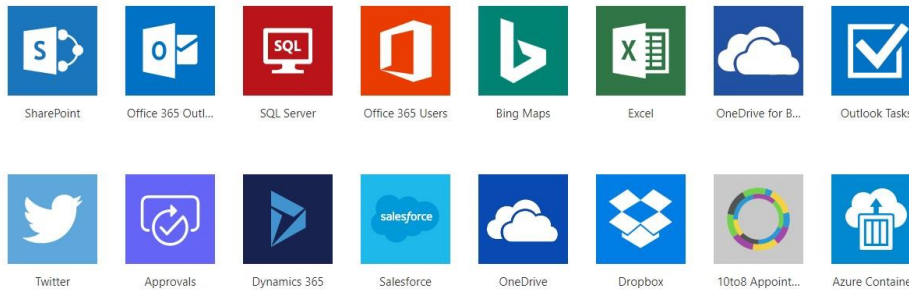 S
O
SQL
X
SharePoint
Office 365 Outl...
SQL Server
Office 365 Users
Bing Maps
Excel
OneDrive for B...
Outlook Tasks
salesforce
Twitter
Approvals
Dynamics 365
Salesforce
OneDrive
Dropbox
10to8 Appoint...
Azure Containe